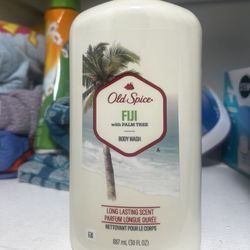 Old Spice
FIJI
with PALM TREE
BODY WASH
LONG LASTING SCENT
PARFUM LONGUE DURÉE
NETTOYANT POUR LE CORPS
887 mL (30 FL OZ)